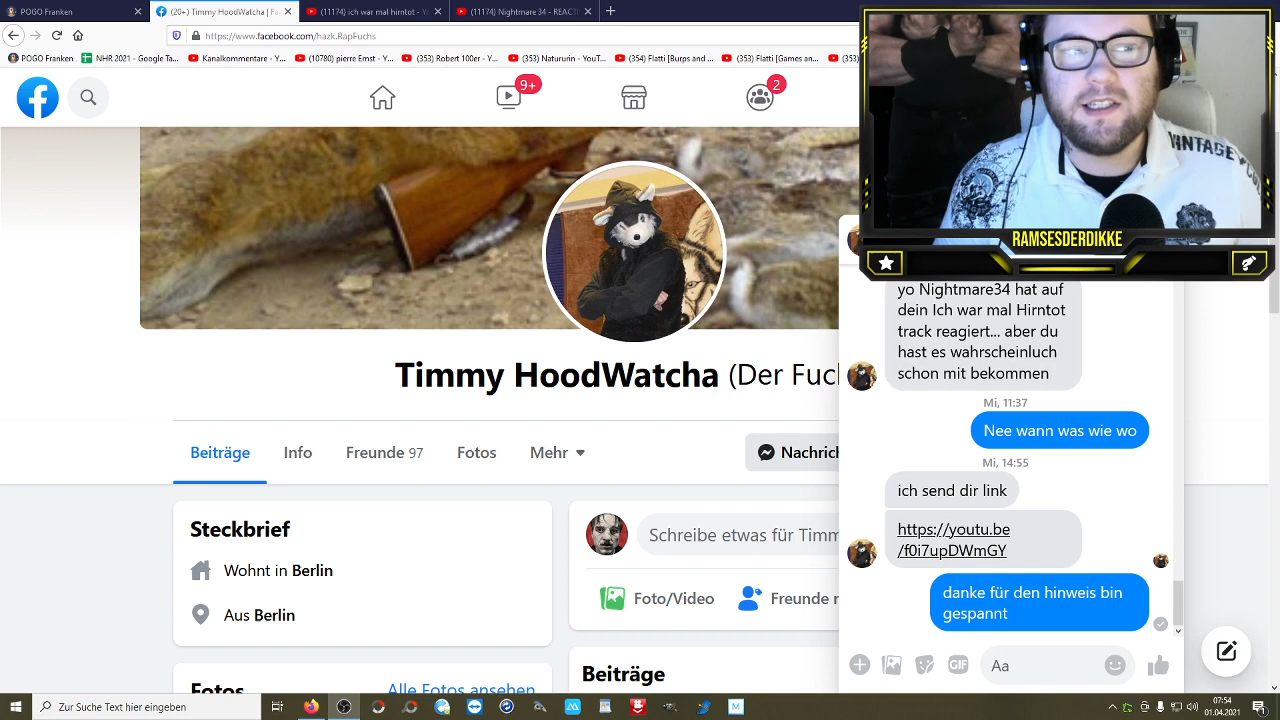 POGO Franken
(20+) Timmy HoodWatcha | Fa
(11174) ich war mal hirntot - Yo
(11174) Nightmare 34 - REACTI
https://www.facebook.com/hazk.RapFuchs
POGO Franken
NHR 2021 - Google Ta...
Kanalkommentare - Y...
(10780) pierre Ernst -...
(353) Robert 100er - Y...
(353) Natururin - YouT...
(354) Flatti [Burps and ...
(353) Flatti [Games an...
(353)
9+
2
VINTAGE
RAMSESDERDIKKE
Timmy HoodWatcha (Der Fuch
Beiträge
Info
Freunde 97
Fotos
Mehr
Nachrich
Steckbrief
Wohnt in Berlin
Aus Berlin
Fotos
Alle Fotos ansehen
Schreibe etwas für Timm
Foto/Video
Freunde
Beiträge
yo Nightmare34 hat auf
dein Ich war mal Hirntot
track reagiert... aber du
hast es wahrscheinluch
schon mit bekommen
Mi, 11:37
Nee wann was wie wo
Mi, 14:55
ich send dir link
https://youtu.be
/f0i7upDWmGY
danke für den hinweis bin
gespannt
GIF
Aa
Zur Suche Text hier eingeben
07:54
01.04.2021